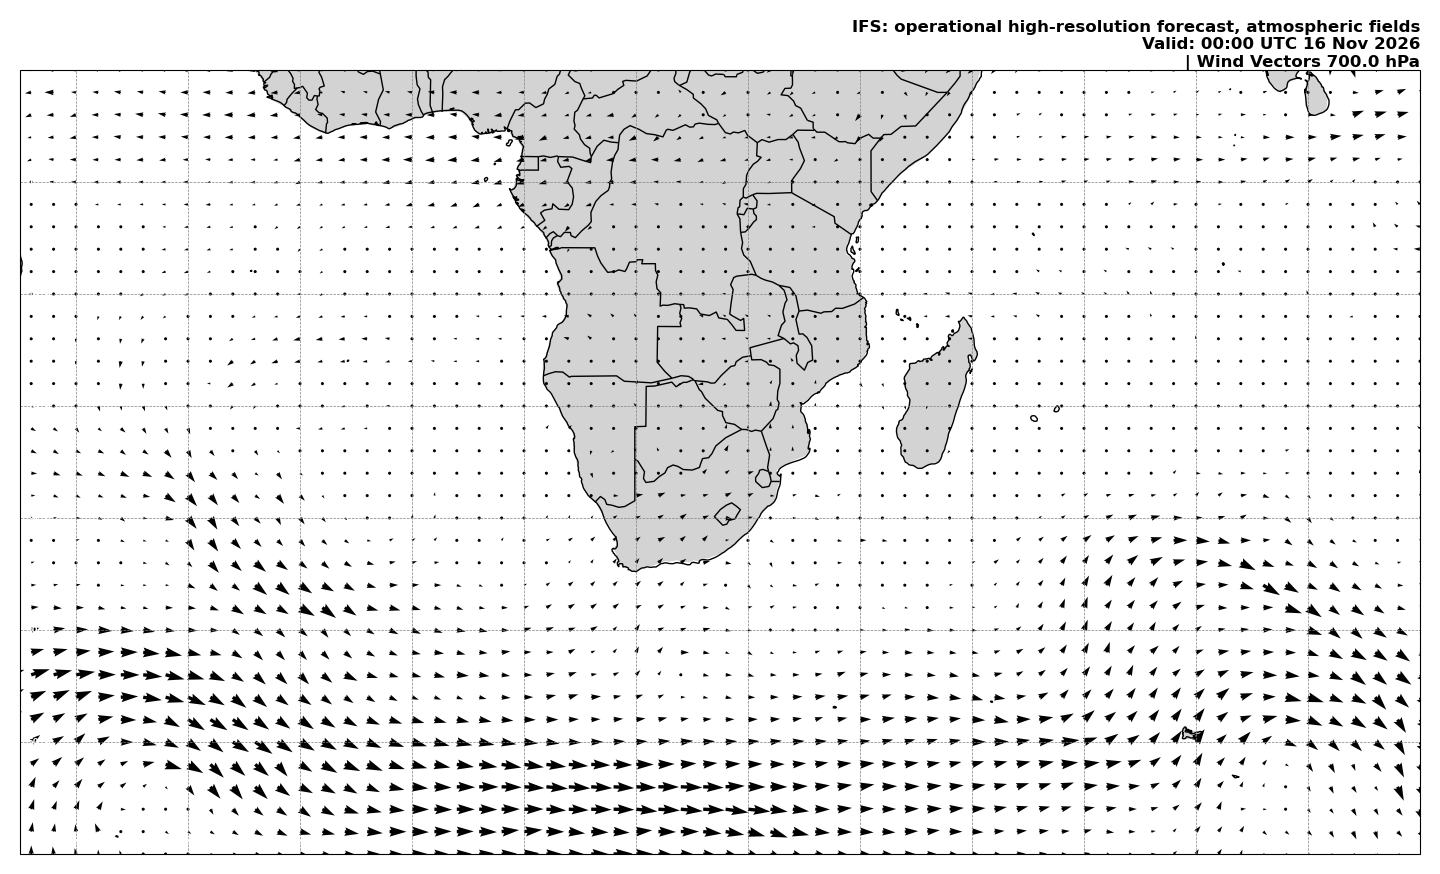 IFS: operational high-resolution forecast, atmospheric fields
Valid: 00:00 UTC 16 Nov 2026
| Wind Vectors 700.0 hPa